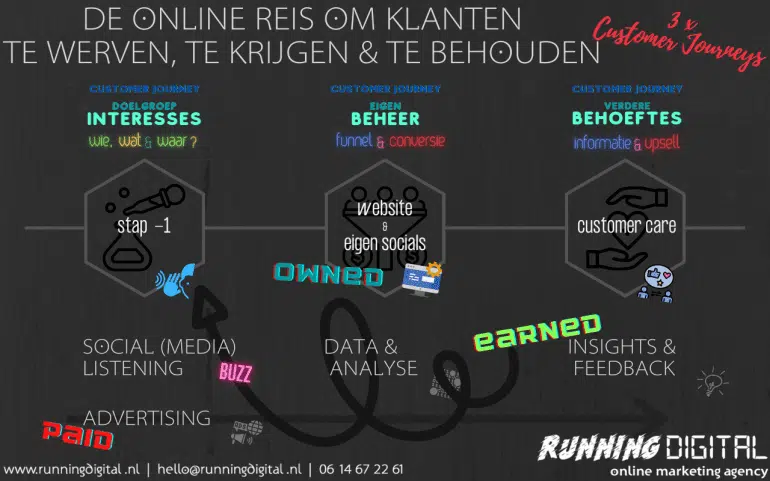 DE ONLINE REIS OM KLANTEN
TE WERVEN, TE KRIJGEN & TE BEHOUDEN
3 x
Customer Journeys
CUSTOMER JOURNEY
DOELGROEP
INTERESSES
wie, wat & waar?
CUSTOMER JOURNEY
EIGEN
BEHEER
funnel & conversie
CUSTOMER JOURNEY
VERDERE
BEHOEFTES
informatie & upsell
stap -1
website
&
eigen socials
customer care
OWNED
EARNED
SOCIAL (MEDIA)
LISTENING
BUZZ
DATA &
ANALYSE
INSIGHTS &
FEEDBACK
ADVERTISING
PAID
RUNNING DIGITAL
online marketing agency
www.runningdigital.nl | hello@runningdigital.nl | 06 14 67 22 61